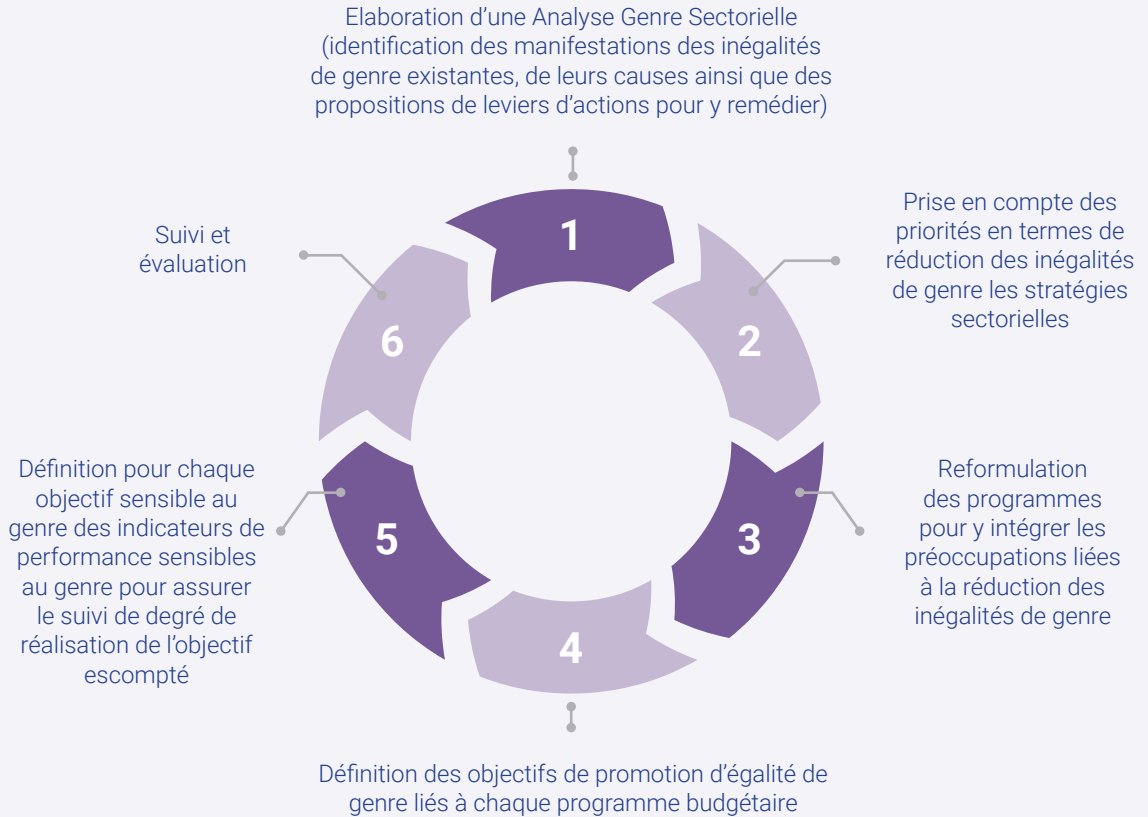 Elaboration d’une Analyse Genre Sectorielle
(identification des manifestations des inégalités
de genre existantes, de leurs causes ainsi que des
propositions de leviers d’actions pour y remédier)
1
Prise en compte des
priorités en termes de
réduction des inégalités
de genre les stratégies
sectorielles
2
Reformulation
des programmes
pour y intégrer les
préoccupations liées
à la réduction des
inégalités de genre
3
4
Définition des objectifs de promotion d’égalité de
genre liés à chaque programme budgétaire
5
Définition pour chaque
objectif sensible au
genre des indicateurs de
performance sensibles
au genre pour assurer
le suivi de degré de
réalisation de l’objectif
escompté
6
Suivi et
évaluation